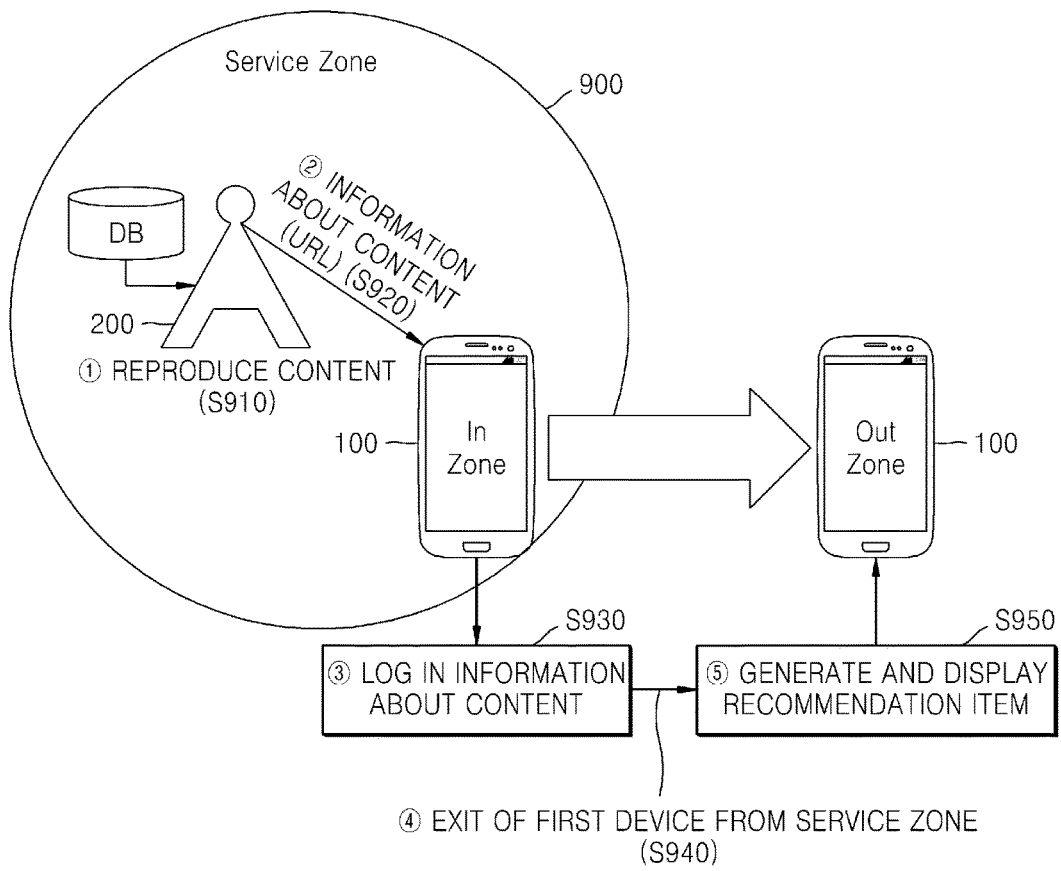 Service Zone
900
② INFORMATION
ABOUT CONTENT
(URL) (S920)
DB
200
① REPRODUCE CONTENT
(S910)
100
In
Zone
Out
Zone
100
S930
③ LOG IN INFORMATION
ABOUT CONTENT
S950
⑤ GENERATE AND DISPLAY
RECOMMENDATION ITEM
④ EXIT OF FIRST DEVICE FROM SERVICE ZONE
(S940)